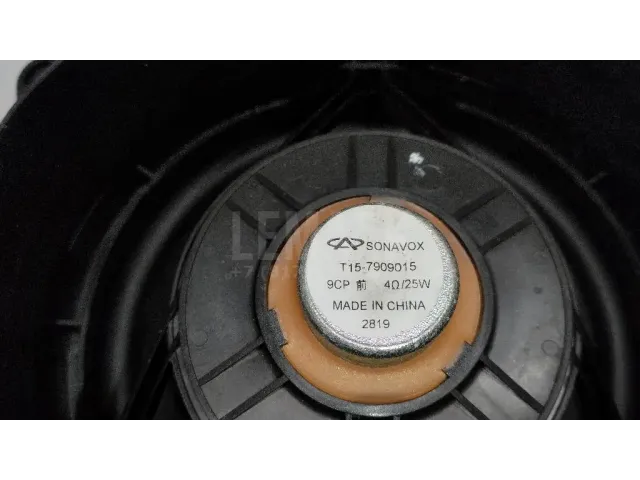 SONAVOX
T15-7909015
9CP 前 4Ω/25W
MADE IN CHINA
2819